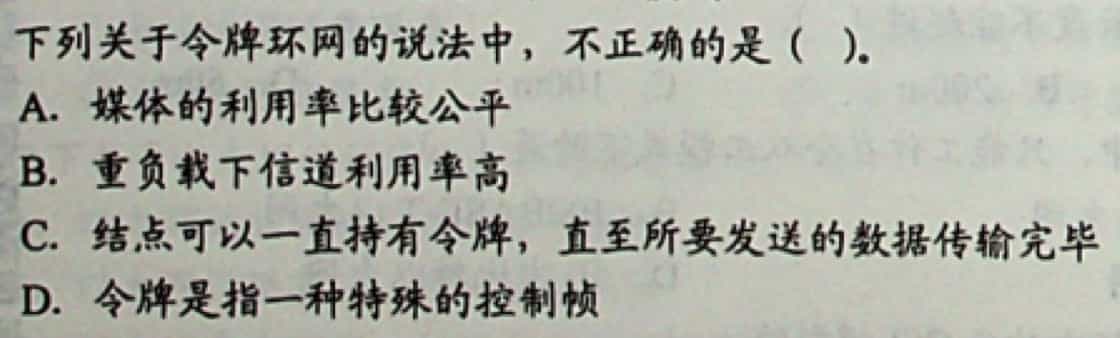 下列关于令牌环网的说法中，不正确的是（ ）。
A. 媒体的利用率比较公平
B. 重负载下信道利用率高
C. 结点可以一直持有令牌，直至所要发送的数据传输完毕
D. 令牌是指一种特殊的控制帧